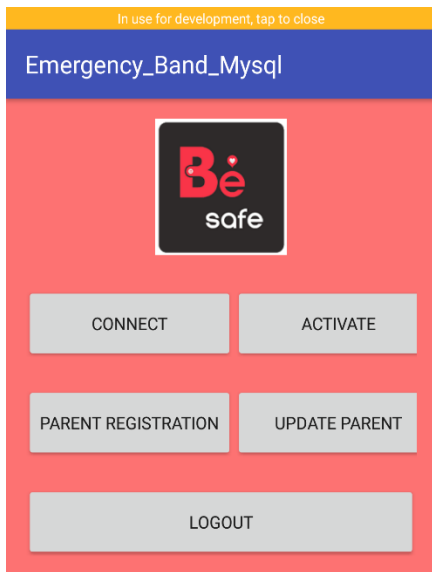 In use for development, tap to close
Emergency_Band_Mysql
Be
safe
CONNECT
ACTIVATE
PARENT REGISTRATION
UPDATE PARENT
LOGOUT